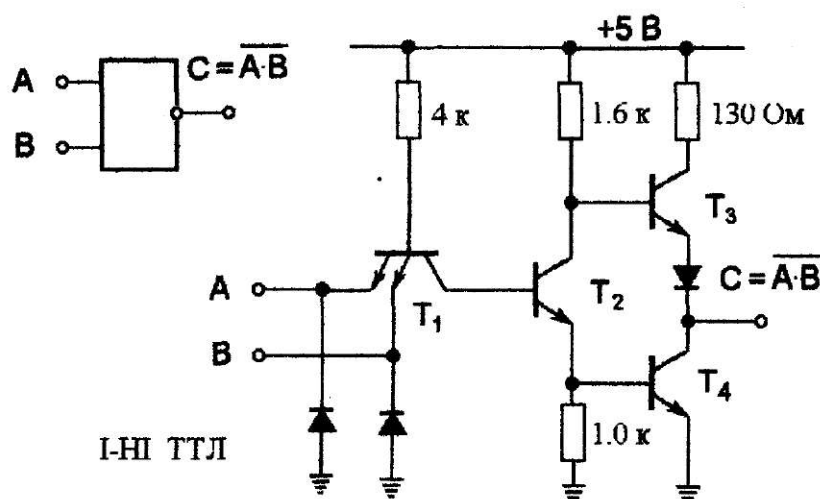 +5 В
A
C = A·B
B
4 к
1.6 к
130 Ом
T3
A
T1
T2
C = A·B
B
T4
І-НІ ТТЛ
1.0 к